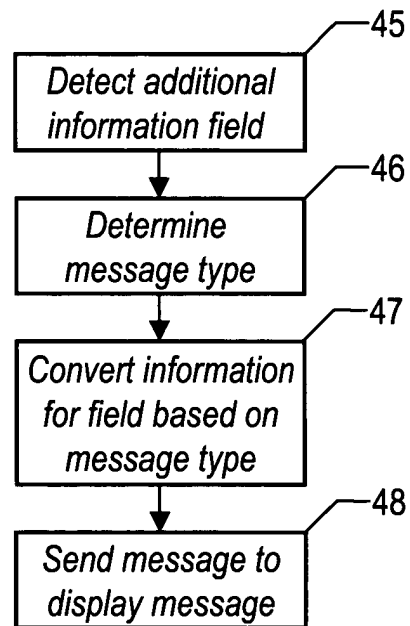 45
Detect additional
information field
46
Determine
message type
47
Convert information
for field based on
message type
48
Send message to
display message